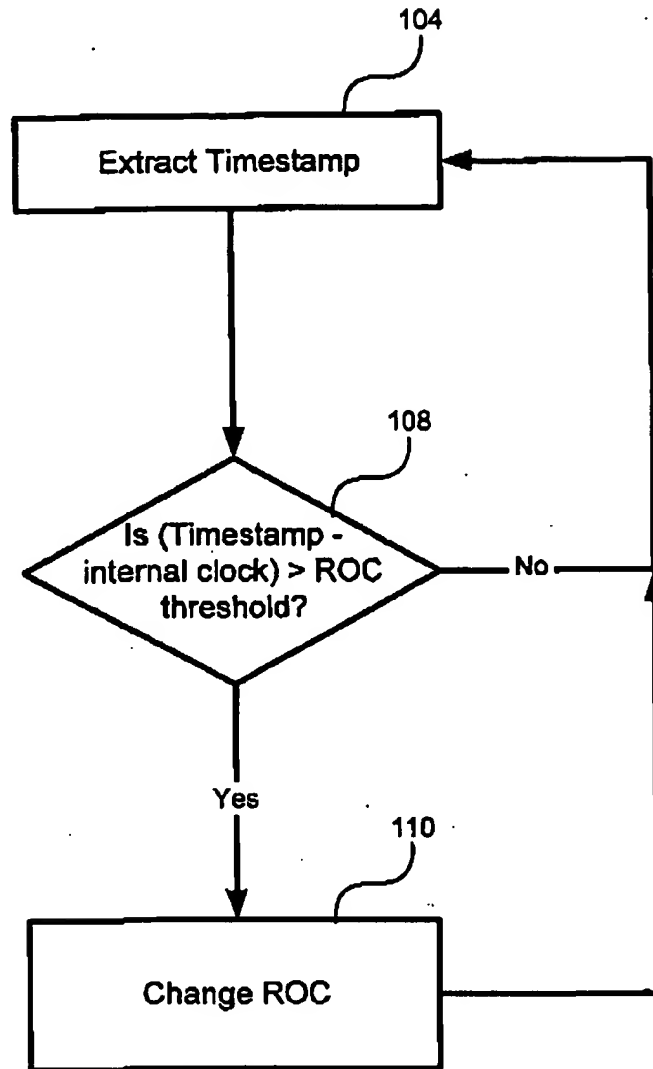 104
Extract Timestamp
108
Is (Timestamp -
internal clock) > ROC
threshold?
No
Yes
110
Change ROC